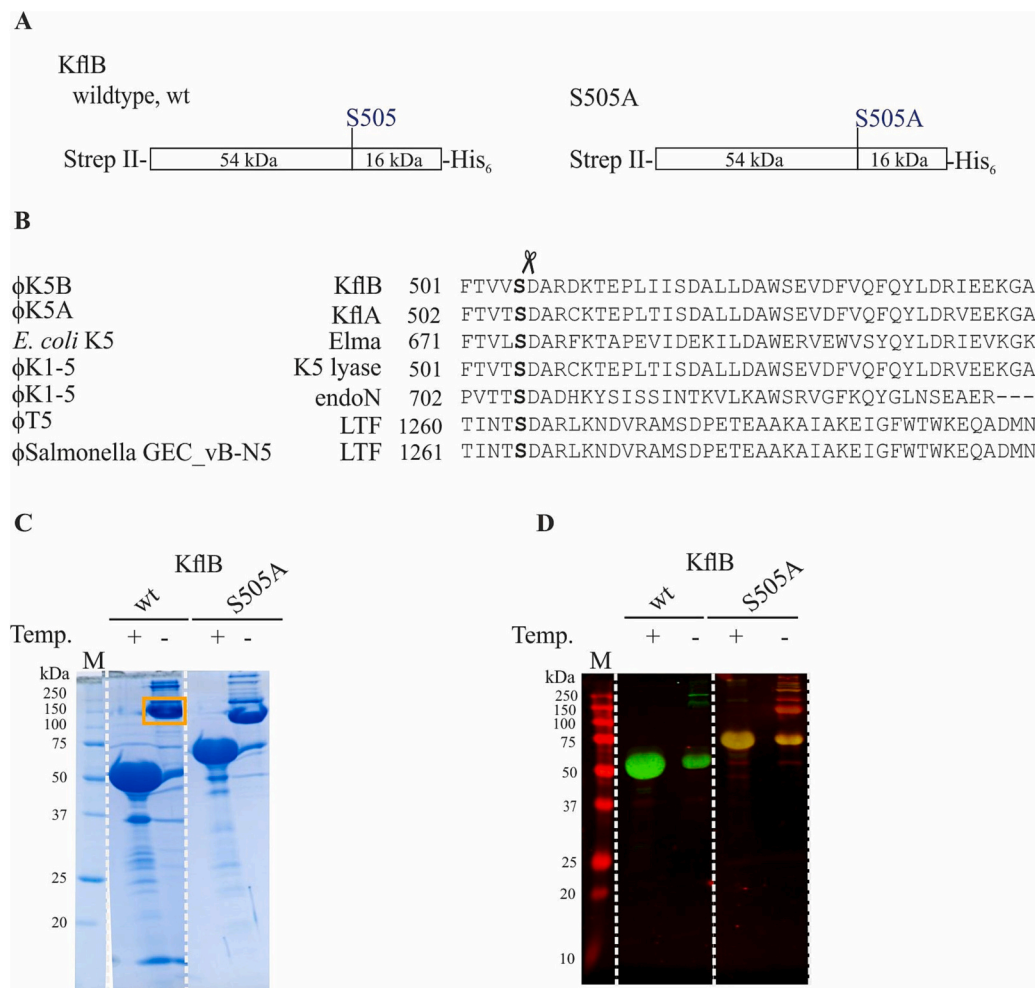 A
KflB
wildtype, wt
S505
Strep II- 54 kDa 16 kDa -His6
S505A
S505A
Strep II- 54 kDa 16 kDa -His6
B
ϕK5B KflB 501 FTVVSDARDKTEPLIISDALLDAWSEVDFVQFQYLDRIEEKGA
ϕK5A KflA 502 FTVTSDARCKTEPLTISDALLDAWSEVDFVQFQYLDRVEEKGA
E. coli K5 Elma 671 FTVLSDARFKTAPEVIDEKILDAWERVEWVSYQYLDRIEVKGK
ϕK1-5 K5 lyase 501 FTVTSDARCKTEPLTISDALLDAWSEVDFVQFQYLDRVEEKGA
ϕK1-5 endoN 702 PVTTSDADHKYSISSINTKVLKAWSRVGFKQYGLNSEAER---
ϕT5 LTF 1260 TINTSDARLKNDVRAMSDPETEAAKAIAKEIGFWTWKEQADMN
ϕSalmonella GEC_vB-N5 LTF 1261 TINTSDARLKNDVRAMSDPETEAAKAIAKEIGFWTWKEQADMN
C
KflB
wt S505A
Temp. + - + -
kDa M
250
150
100
75
50
37
25
20
D
KflB
wt S505A
Temp. + - + -
kDa M
250
150
100
75
50
37
25
20
10